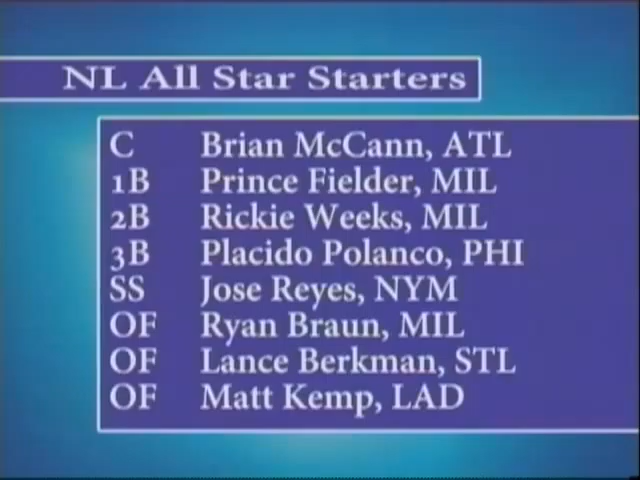 NL All Star Starters
C Brian McCann, ATL
1B Prince Fielder, MIL
2B Rickie Weeks, MIL
3B Placido Polanco, PHI
SS Jose Reyes, NYM
OF Ryan Braun, MIL
OF Lance Berkman, STL
OF Matt Kemp, LAD